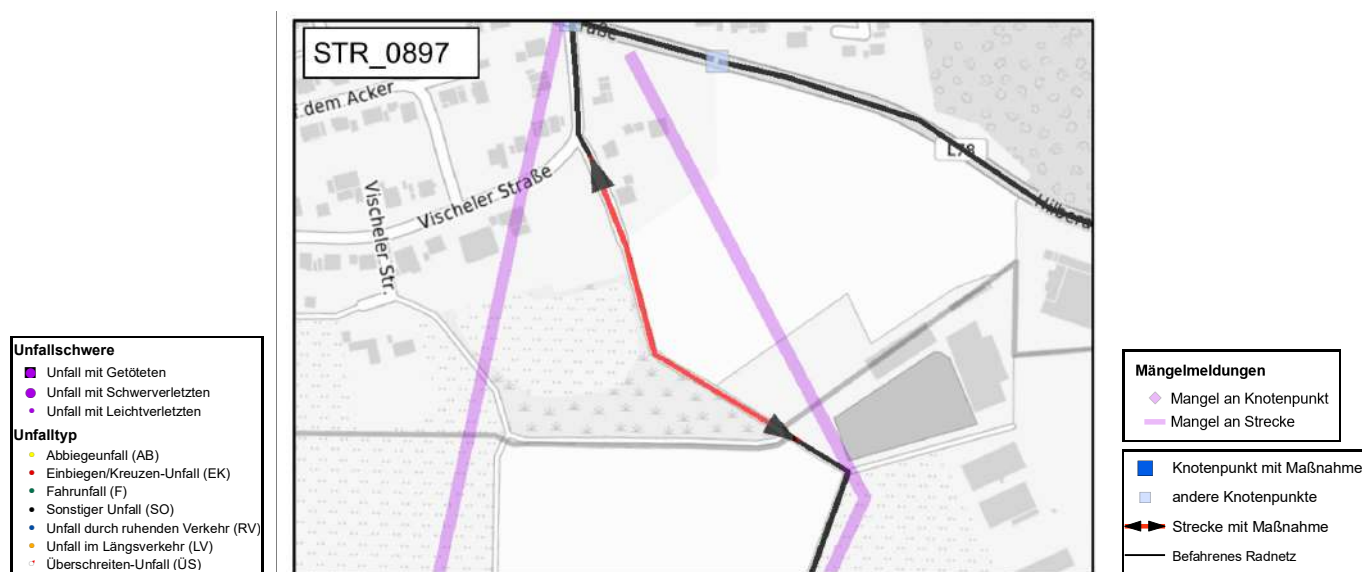 STR_0897
f dem Acker
Vischeler Straße
Vischeler Str.
L78
Unfallschwere
Unfall mit Getöteten
Unfall mit Schwerverletzten
Unfall mit Leichtverletzten
Unfalltyp
Abbiegeunfall (AB)
Einbiegen/Kreuzen-Unfall (EK)
Fahrunfall (F)
Sonstiger Unfall (SO)
Unfall durch ruhenden Verkehr (RV)
Unfall im Längsverkehr (LV)
Überschreiten-Unfall (ÜS)
Mängelmeldungen
Mangel an Knotenpunkt
Mangel an Strecke
Knotenpunkt mit Maßnahme
andere Knotenpunkte
Strecke mit Maßnahme
Befahrenes Radnetz